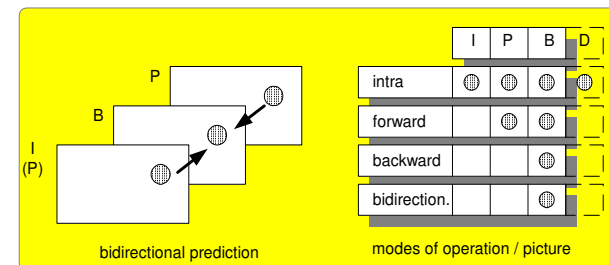 P
B
I
(P)
bidirectional prediction
I P B D
intra
forward
backward
bidirection.
modes of operation / picture